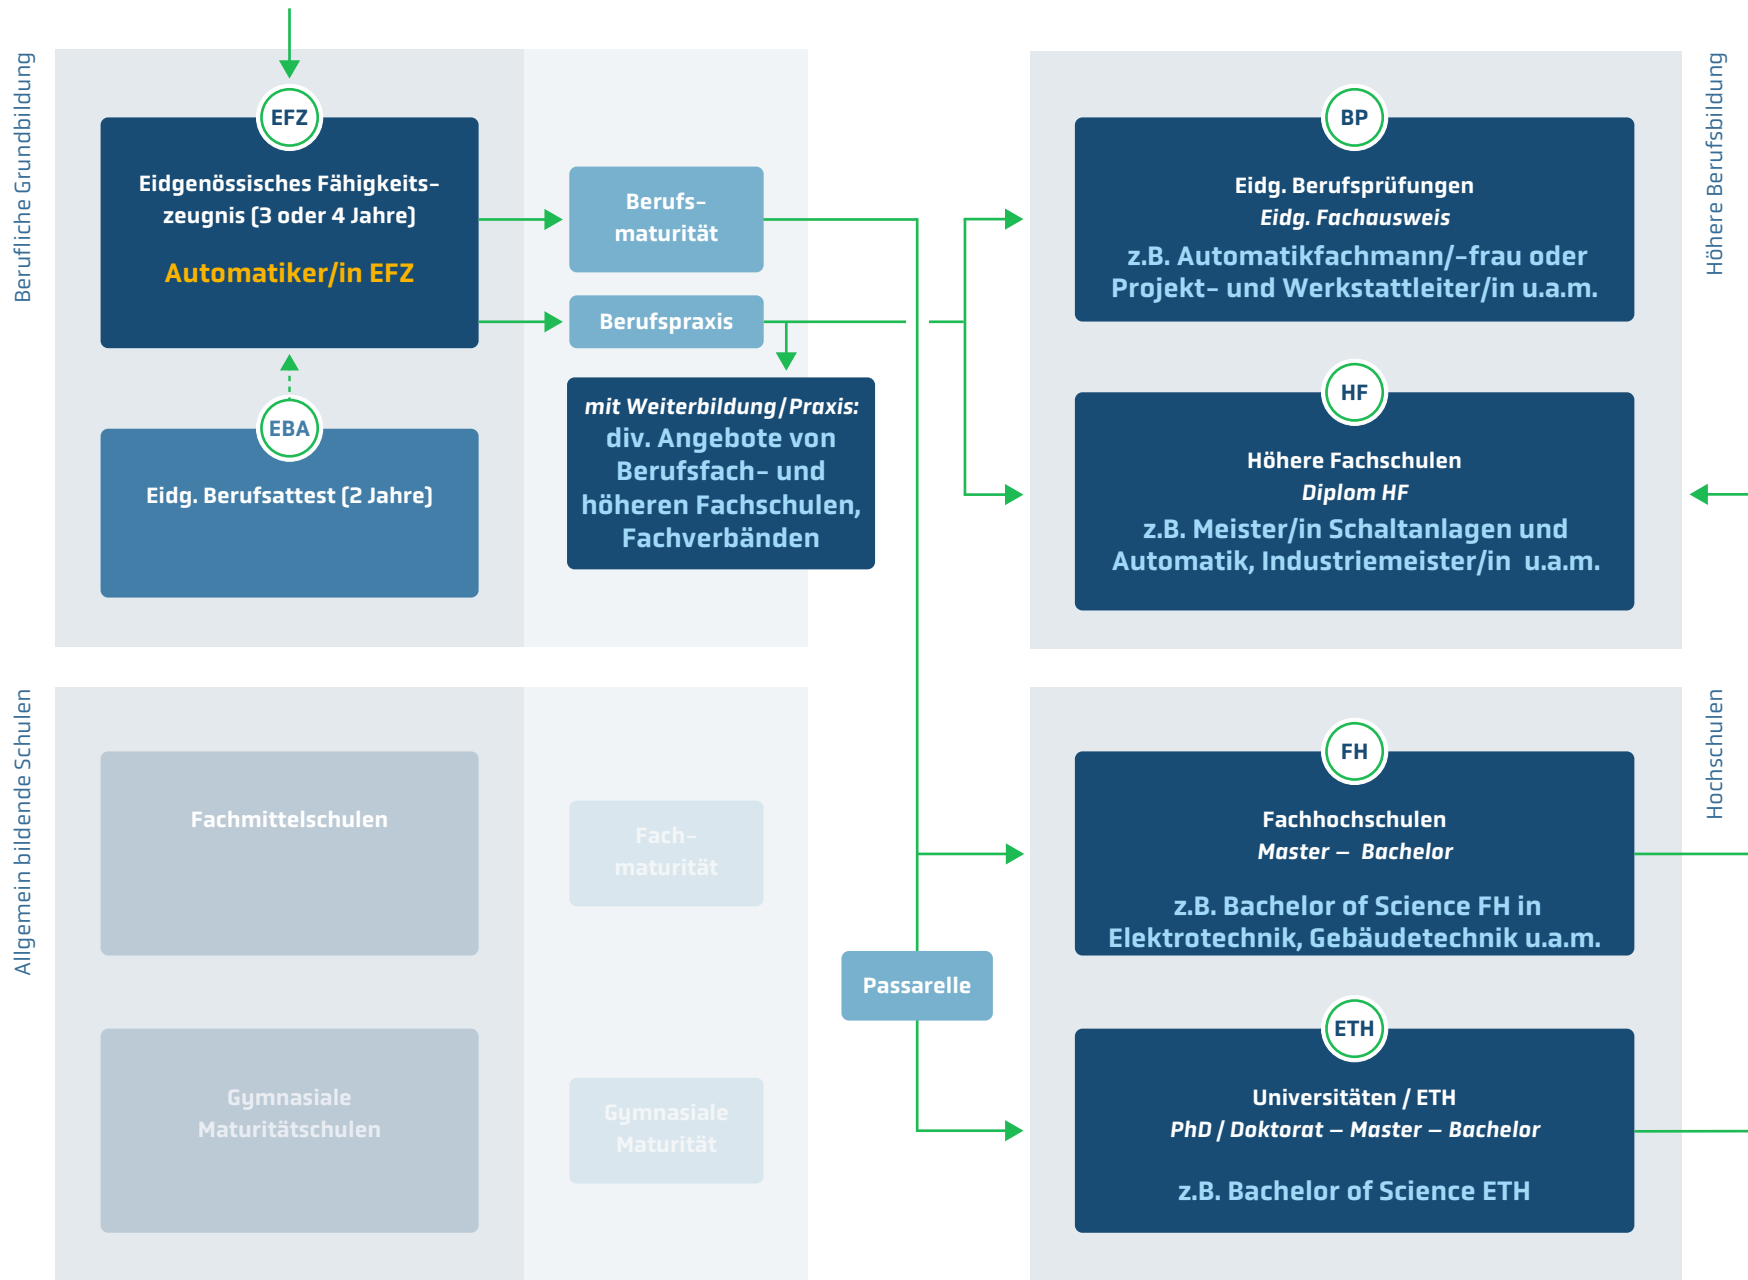 Berufliche Grundbildung
EFZ
Eidgenössisches Fähigkeits-
zeugnis (3 oder 4 Jahre)
Automatiker/in EFZ
EBA
Eidg. Berufsattest (2 Jahre)
Berufs-
maturität
Berufspraxis
mit Weiterbildung/Praxis:
div. Angebote von
Berufsfach- und
höheren Fachschulen,
Fachverbänden
Höhere Berufsbildung
BP
Eidg. Berufsprüfungen
Eidg. Fachausweis
z.B. Automatikfachmann/-frau oder
Projekt- und Werkstattleiter/in u.a.m.
HF
Höhere Fachschulen
Diplom HF
z.B. Meister/in Schaltanlagen und
Automatik, Industriemeister/in u.a.m.
Allgemein bildende Schulen
Fachmittelschulen
Fach-
maturität
Gymnasiale
Maturitätschulen
Gymnasiale
Maturität
Passarelle
Hochschulen
FH
Fachhochschulen
Master – Bachelor
z.B. Bachelor of Science FH in
Elektrotechnik, Gebäudetechnik u.a.m.
ETH
Universitäten / ETH
PhD / Doktorat – Master – Bachelor
z.B. Bachelor of Science ETH